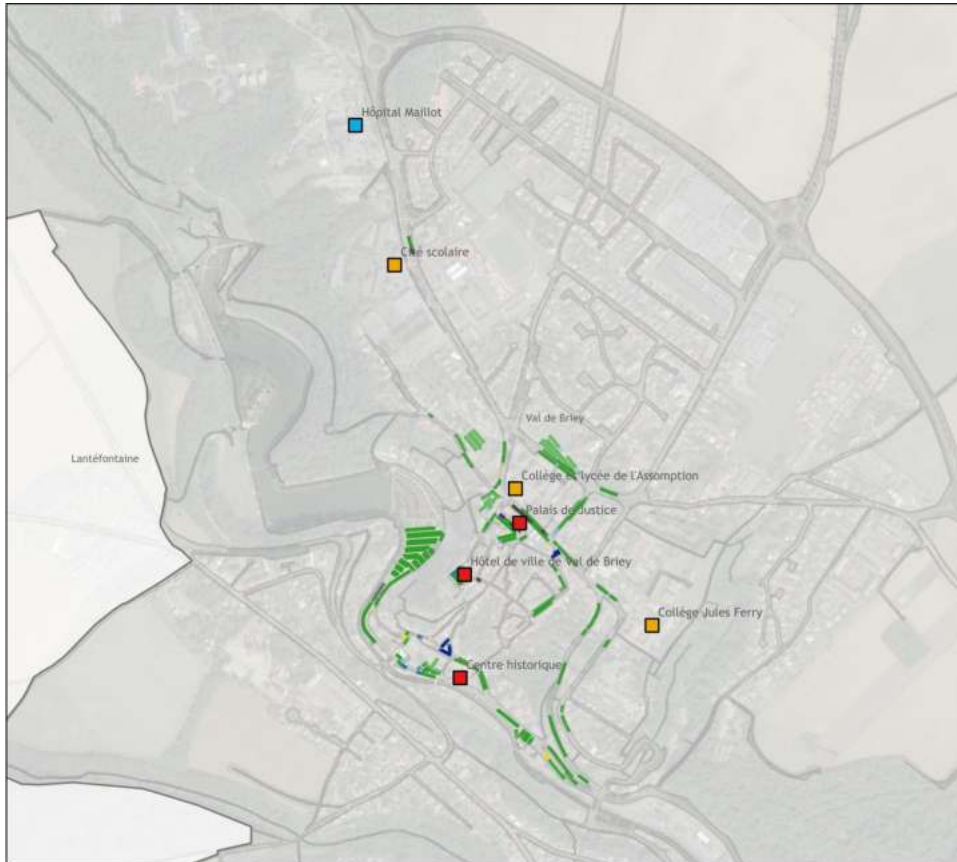 Hôpital Maillot
Cité scolaire
Val de Briey
Lantéfontaine
Collège et lycée de l'Assomption
Palais de Justice
Hôtel de ville de Val de Briey
Collège Jules Ferry
Centre historique